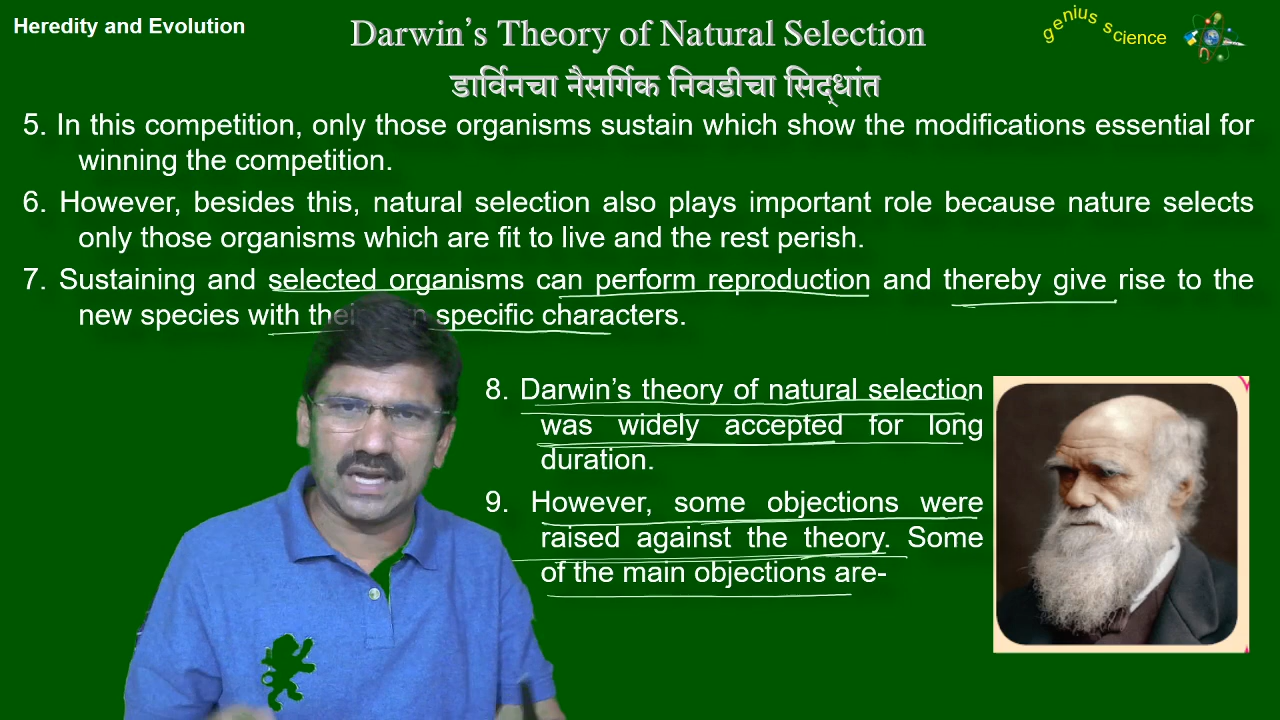 Heredity and Evolution
Darwin's Theory of Natural Selection
genius science
डार्विनचा नैसर्गिक निवडीचा सिद्धांत
5. In this competition, only those organisms sustain which show the modifications essential for
winning the competition.
6. However, besides this, natural selection also plays important role because nature selects
only those organisms which are fit to live and the rest perish.
7. Sustaining and selected organisms can perform reproduction and thereby give rise to the
new species with specific characters.
8. Darwin's theory of natural selection
was widely accepted for long
duration.
9. However, some objections were
raised against the theory. Some
of the main objections are-